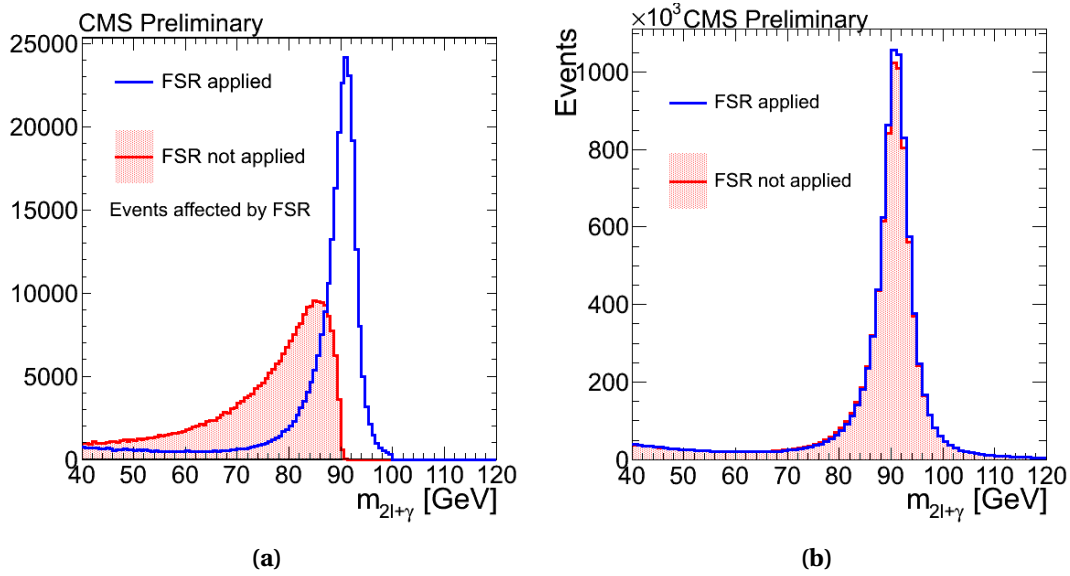 CMS Preliminary
25000
20000
15000
10000
5000
0
FSR applied
FSR not applied
Events affected by FSR
40 50 60 70 80 90 100 110 120
m2l+γ [GeV]
(a)
×10³ CMS Preliminary
Events
1000
800
600
400
200
0
FSR applied
FSR not applied
40 50 60 70 80 90 100 110 120
m2l+γ [GeV]
(b)